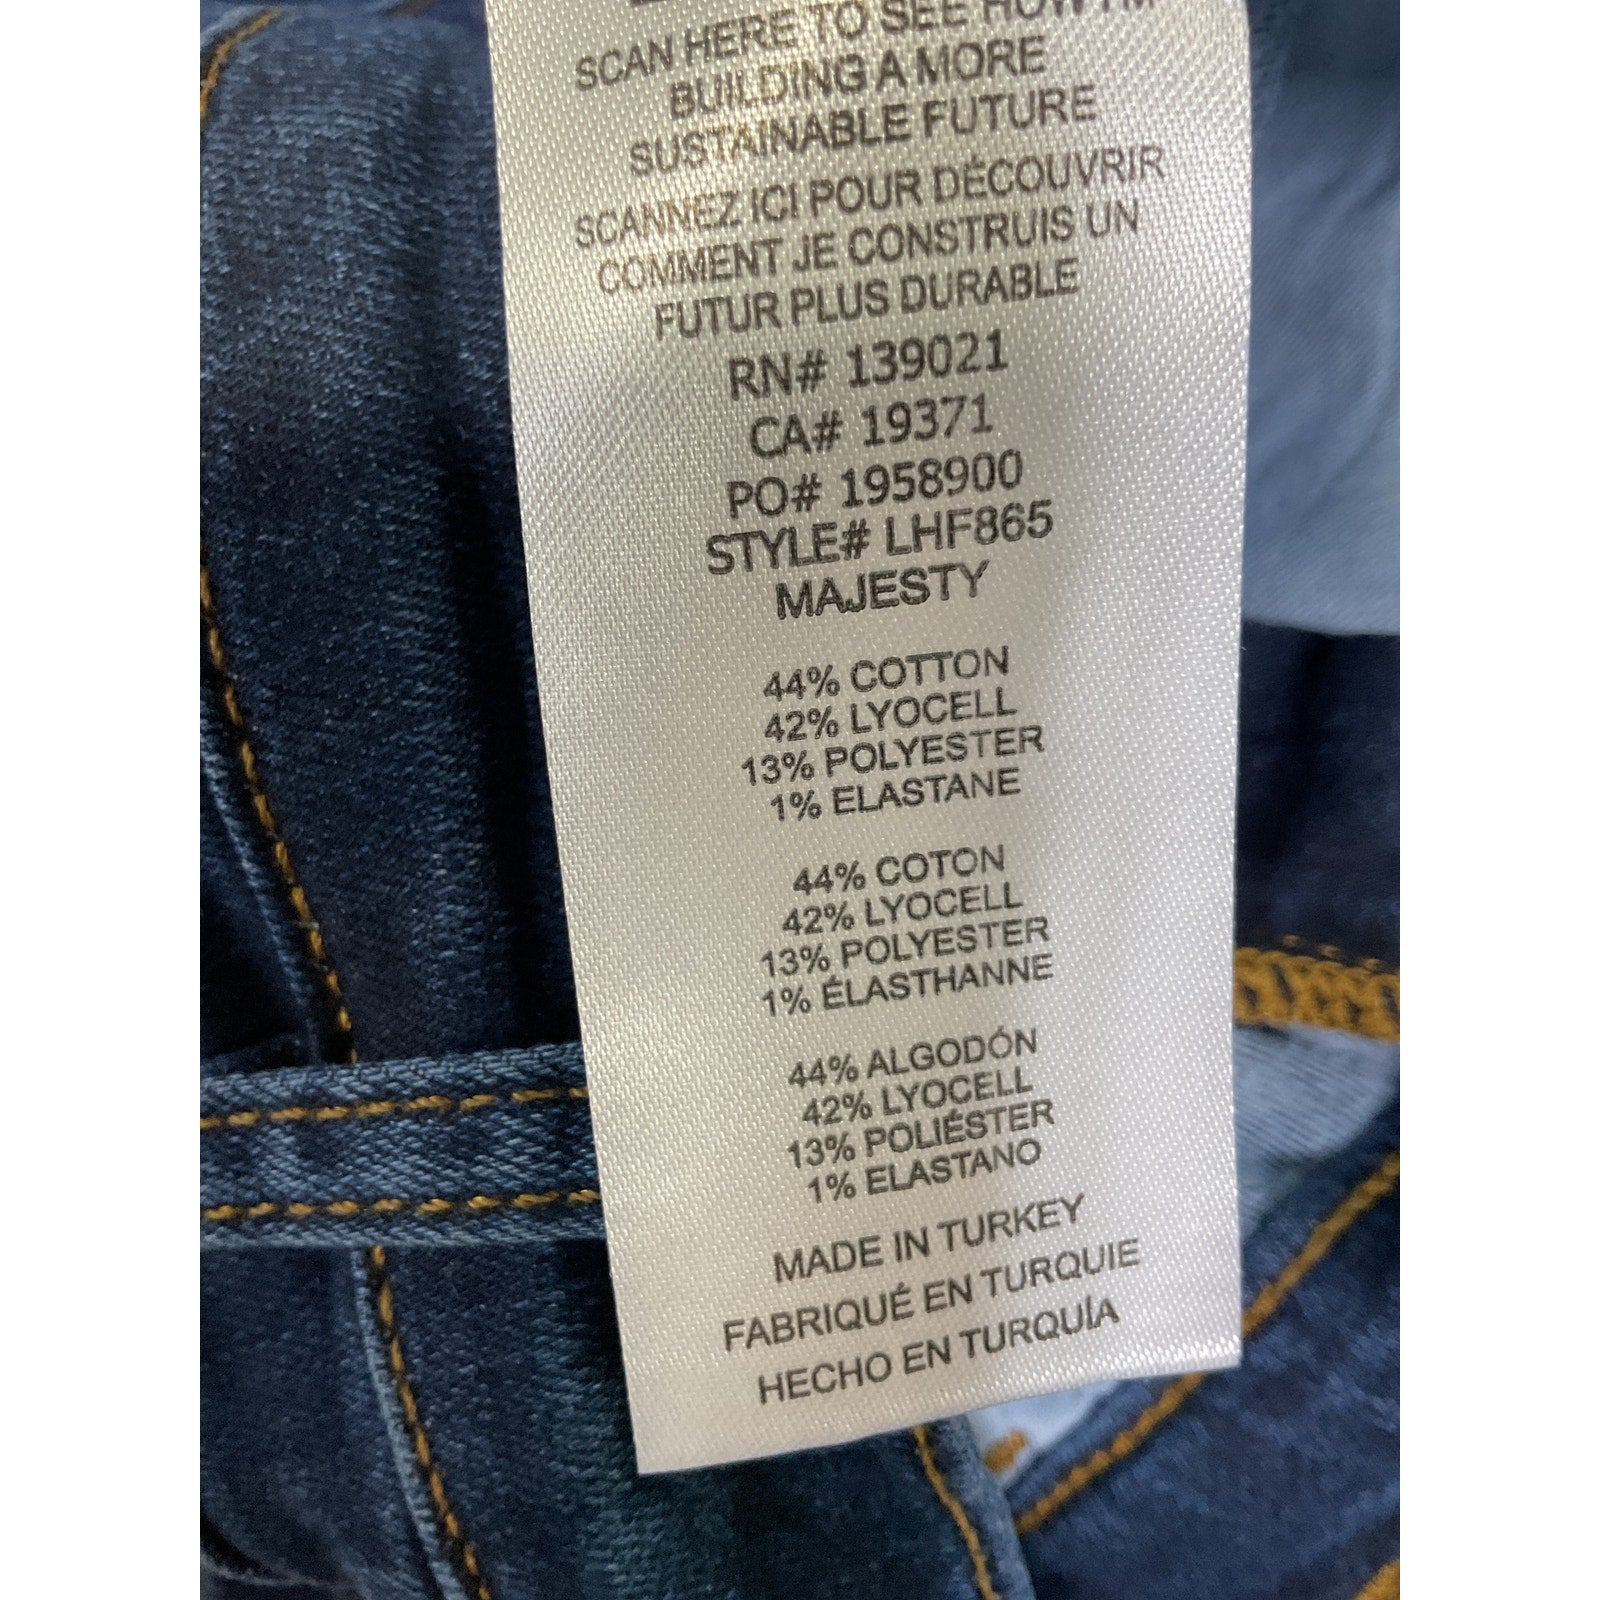 SCAN HERE TO SEE HOW I'M
BUILDING A MORE
SUSTAINABLE FUTURE
SCANNEZ ICI POUR DÉCOUVRIR
COMMENT JE CONSTRUIS UN
FUTUR PLUS DURABLE
RN# 139021
CA# 19371
PO# 1958900
STYLE# LHF865
MAJESTY
44% COTTON
42% LYOCELL
13% POLYESTER
1% ELASTANE
44% COTON
42% LYOCELL
13% POLYESTER
1% ÉLASTHANNE
44% ALGODÓN
42% LYOCELL
13% POLIÉSTER
1% ELASTANO
MADE IN TURKEY
FABRIQUÉ EN TURQUIE
HECHO EN TURQUÍA